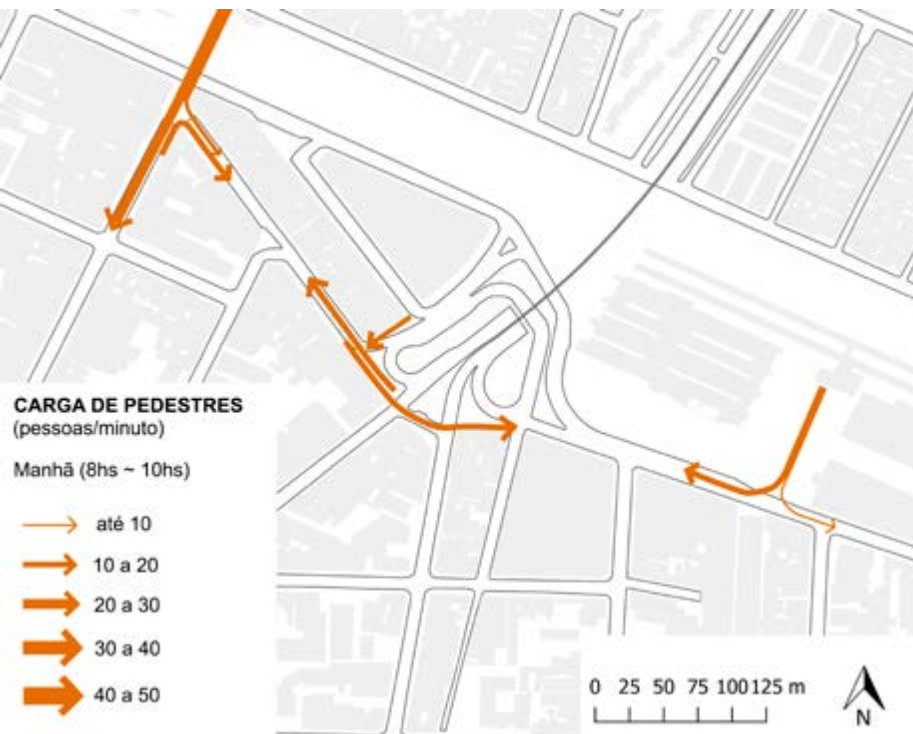 CARGA DE PEDESTRES
(pessoas/minuto)
Manhã (8hs ~ 10hs)
até 10
10 a 20
20 a 30
30 a 40
40 a 50
0 25 50 75 100 125 m
N